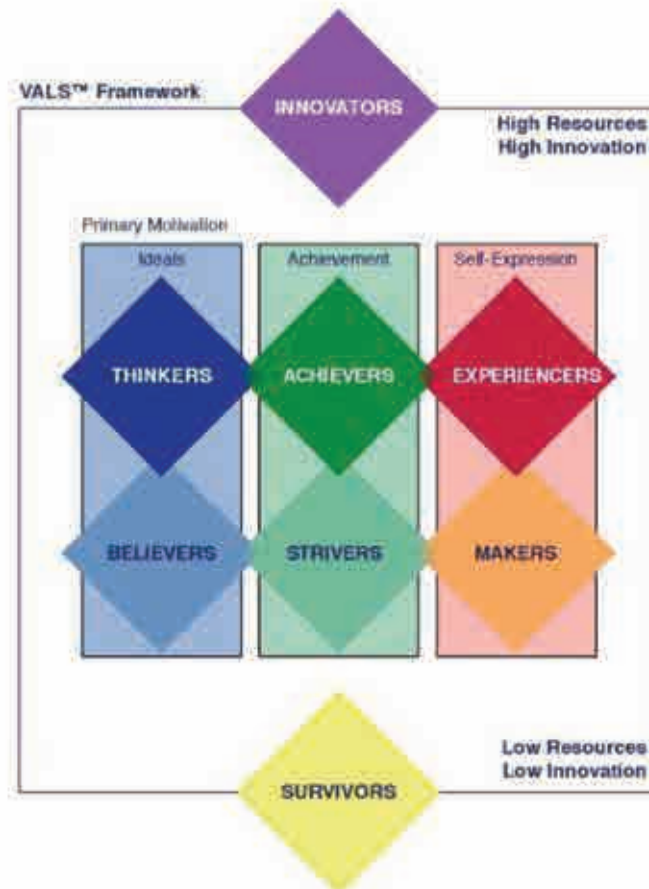 VALS™ Framework
INNOVATORS
High Resources
High Innovation
Primary Motivation
Ideals
Achievement
Self-Expression
THINKERS
ACHIEVERS
EXPERIENCERS
BELIEVERS
STRIVERS
MAKERS
Low Resources
Low Innovation
SURVIVORS